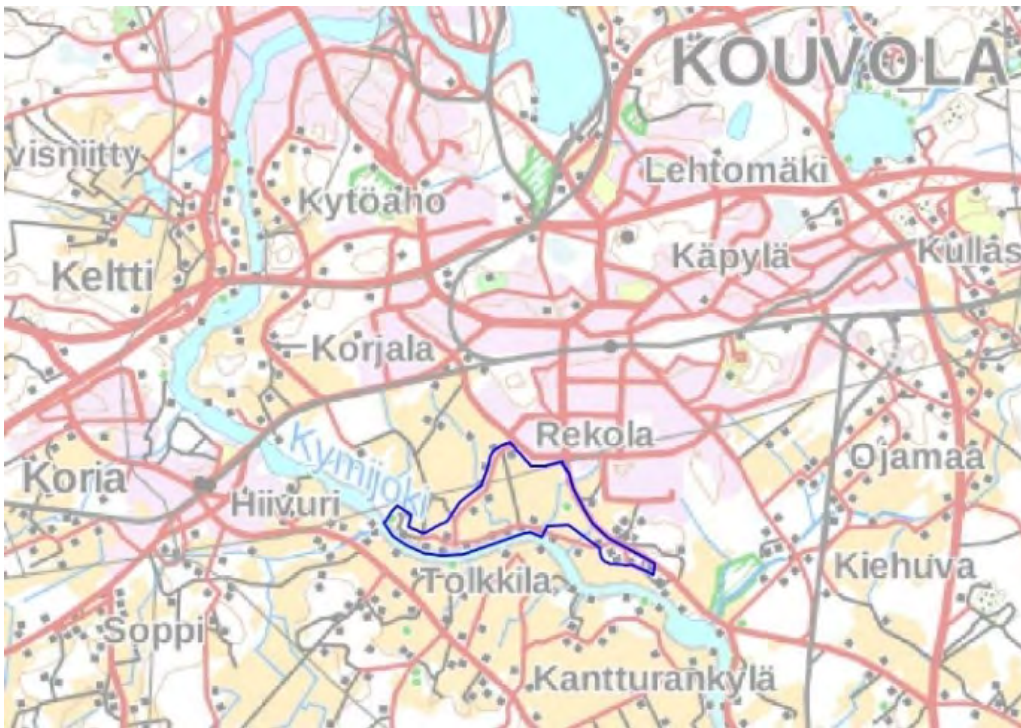 KOUVOLA
visniitty
Lehtomäki
Kytöaho
Käpylä
Kullas
Keltti
Korjala
Rekola
Kymijoki
Ojamaa
Koria
Hiivuri
Kiehuva
Tolkkila
Soppi
Kantturankylä